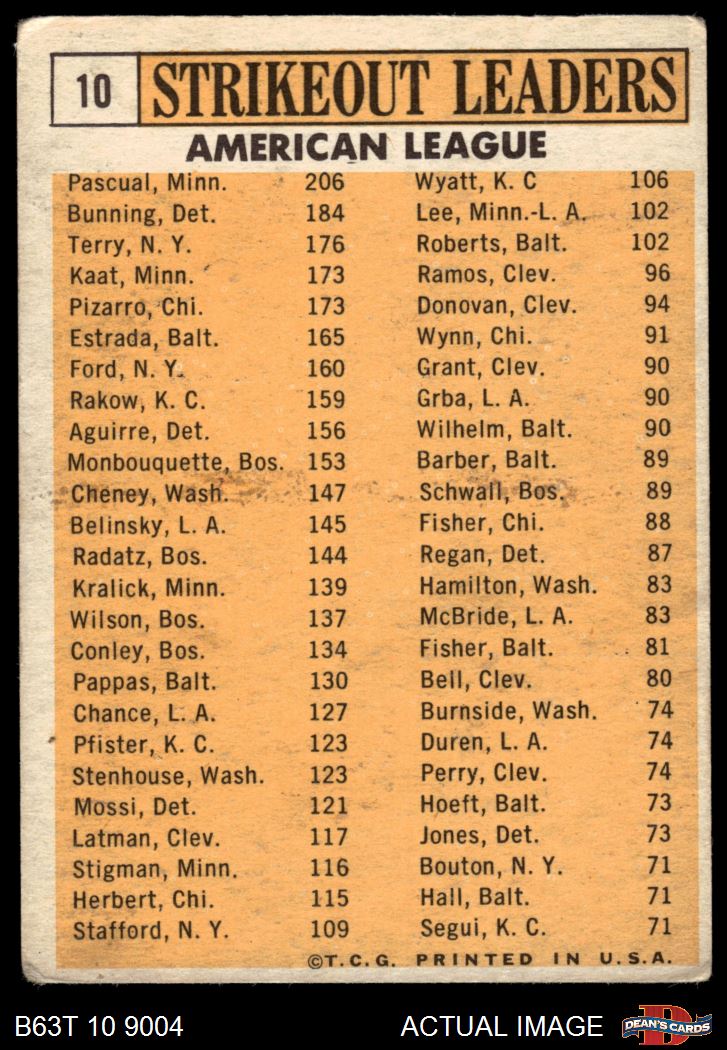 10 STRIKEOUT LEADERS
AMERICAN LEAGUE
Pascual, Minn. 206
Bunning, Det. 184
Terry, N. Y. 176
Kaat, Minn. 173
Pizarro, Chi. 173
Estrada, Balt. 165
Ford, N. Y. 160
Rakow, K. C. 159
Aguirre, Det. 156
Monbouquette, Bos. 153
Cheney, Wash. 147
Belinsky, L. A. 145
Radatz, Bos. 144
Kralick, Minn. 139
Wilson, Bos. 137
Conley, Bos. 134
Pappas, Balt. 130
Chance, L. A. 127
Pfister, K. C. 123
Stenhouse, Wash. 123
Mossi, Det. 121
Latman, Clev. 117
Stigman, Minn. 116
Herbert, Chi. 115
Stafford, N. Y. 109
Wyatt, K. C 106
Lee, Minn.-L. A. 102
Roberts, Balt. 102
Ramos, Clev. 96
Donovan, Clev. 94
Wynn, Chi. 91
Grant, Clev. 90
Grba, L. A. 90
Wilhelm, Balt. 90
Barber, Balt. 89
Schwall, Bos. 89
Fisher, Chi. 88
Regan, Det. 87
Hamilton, Wash. 83
McBride, L. A. 83
Fisher, Balt. 81
Bell, Clev. 80
Burnside, Wash. 74
Duren, L. A. 74
Perry, Clev. 74
Hoeft, Balt. 73
Jones, Det. 73
Bouton, N. Y. 71
Hall, Balt. 71
Segui, K. C. 71
©T.C.G. PRINTED IN U.S.A.
B63T 10 9004 ACTUAL IMAGE
D
DEAN'S CARDS